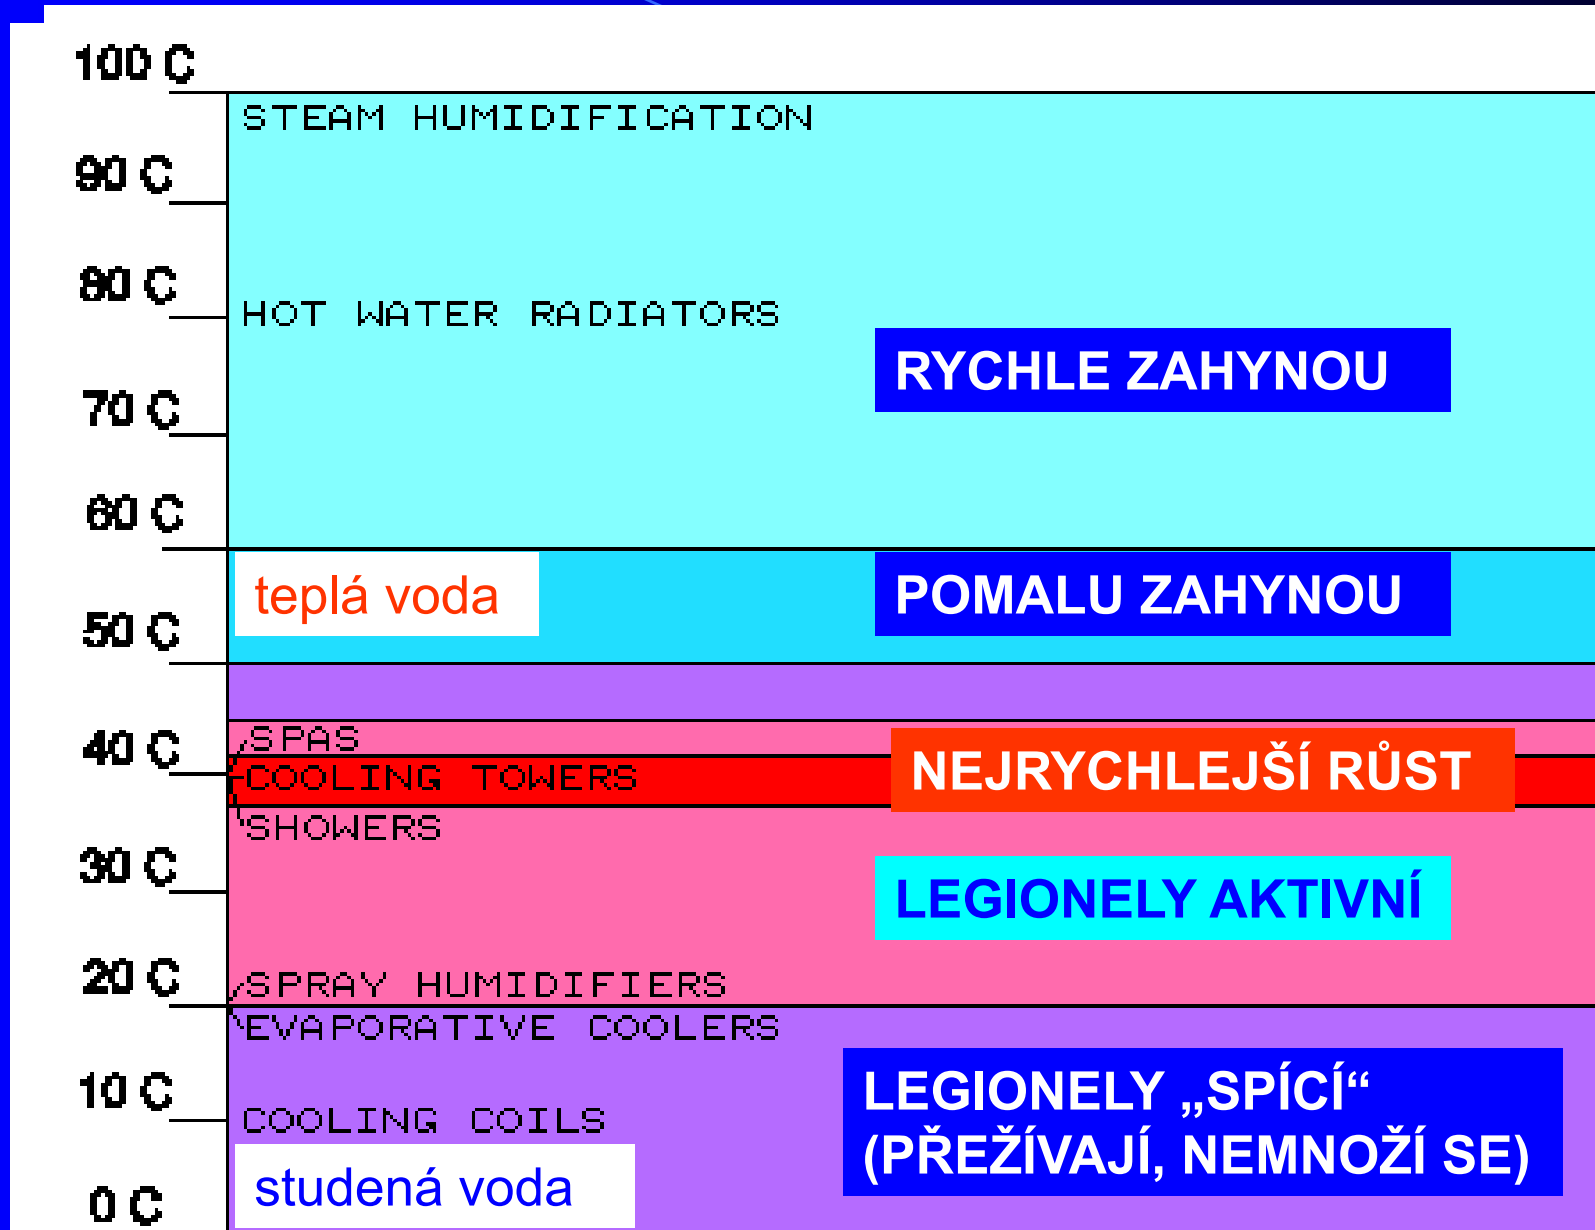 100 C
STEAM HUMIDIFICATION
90 C
80 C
HOT WATER RADIATORS
RYCHLE ZAHYNOU
70 C
60 C
teplá voda
POMALU ZAHYNOU
50 C
SPAS
40 C
NEJRYCHLEJŠÍ RŮST
COOLING TOWERS
SHOWERS
30 C
LEGIONELY AKTIVNÍ
20 C
SPRAY HUMIDIFIERS
EVAPORATIVE COOLERS
10 C
LEGIONELY „SPÍCÍ“
COOLING COILS
(PŘEŽÍVAJÍ, NEMNOŽÍ SE)
studená voda
0 C